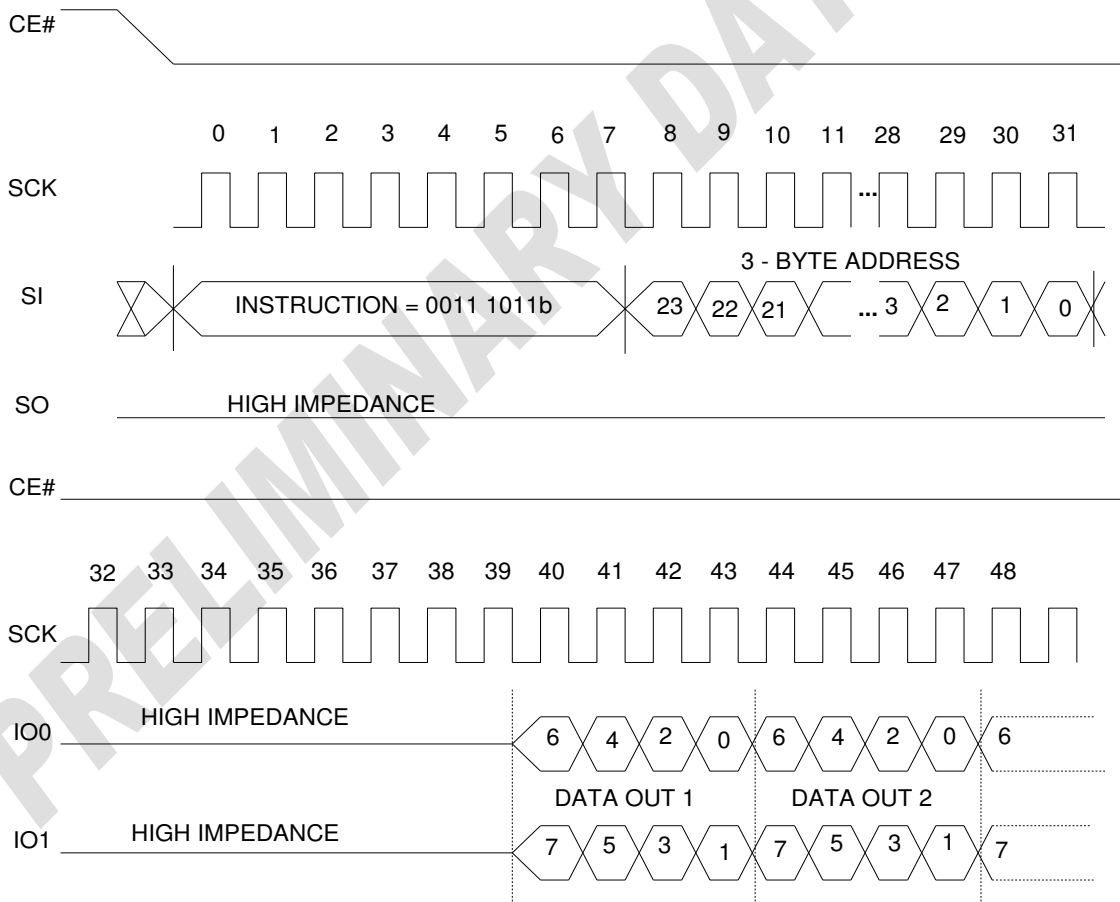 CE#
0 1 2 3 4 5 6 7 8 9 10 11 28 29 30 31
SCK ...
3 - BYTE ADDRESS
SI INSTRUCTION = 0011 1011b 23 22 21 ... 3 2 1 0
SO HIGH IMPEDANCE
CE#
32 33 34 35 36 37 38 39 40 41 42 43 44 45 46 47 48
SCK
HIGH IMPEDANCE
IO0 6 4 2 0 6 4 2 0 6
DATA OUT 1 DATA OUT 2
HIGH IMPEDANCE
IO1 7 5 3 1 7 5 3 1 7
PRELIMINARY DAT